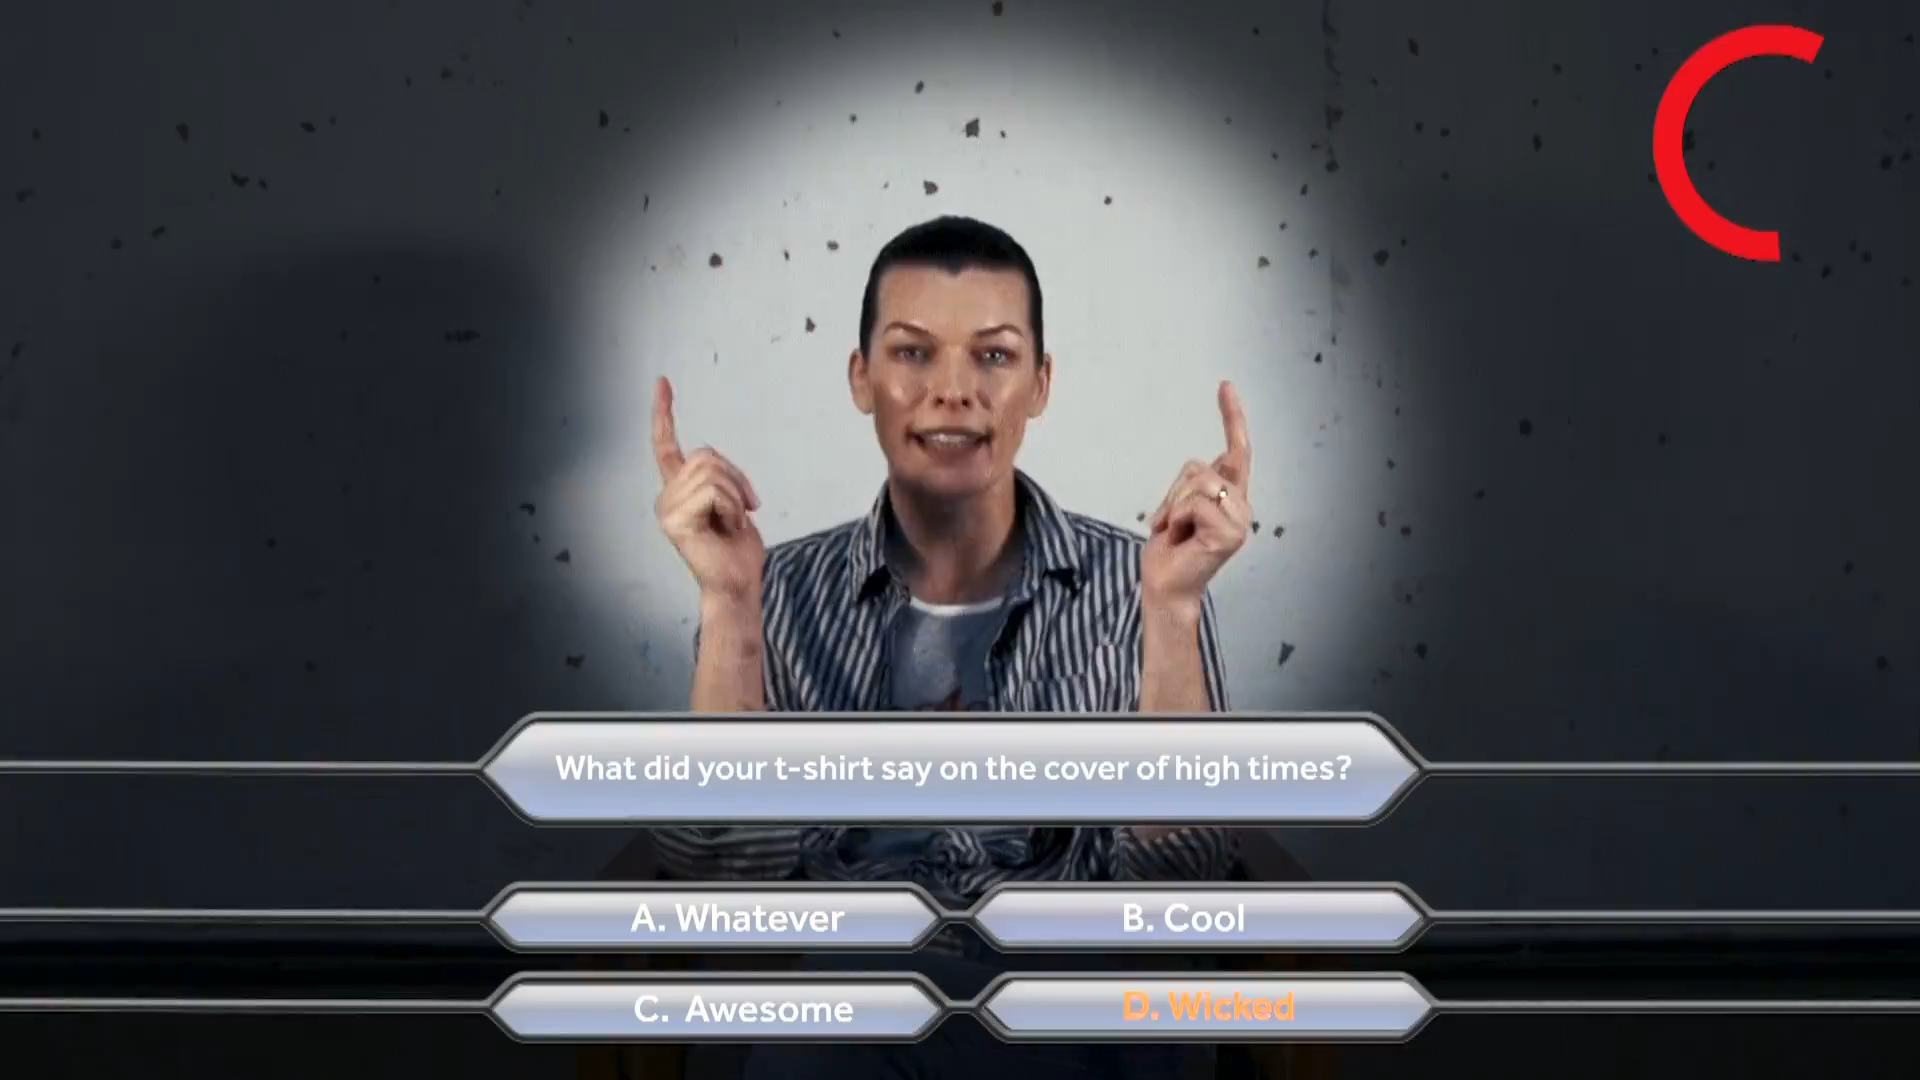 What did your t-shirt say on the cover of high times?
A. Whatever
B. Cool
C. Awesome
D. Wicked